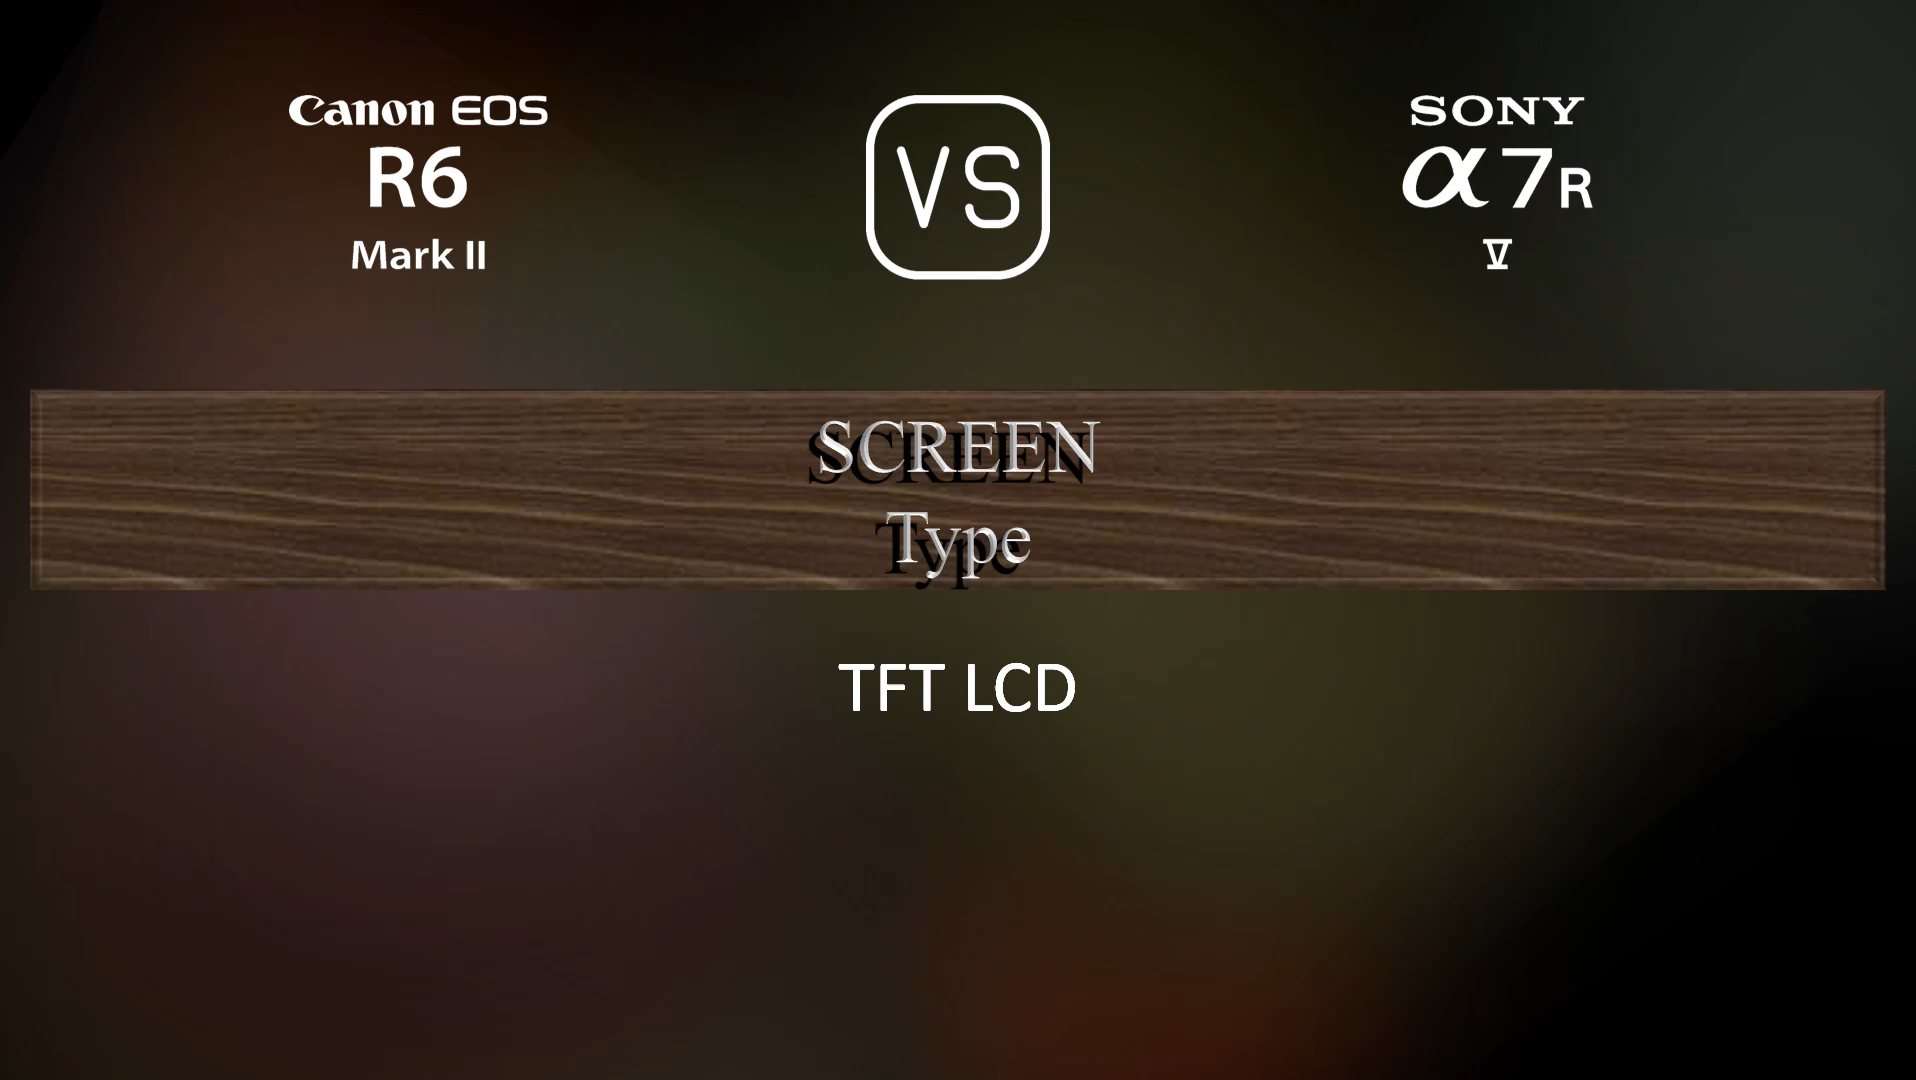 Canon EOS
R6
Mark II
VS
SONY
α7R
V
SCREEN
Type
TFT LCD